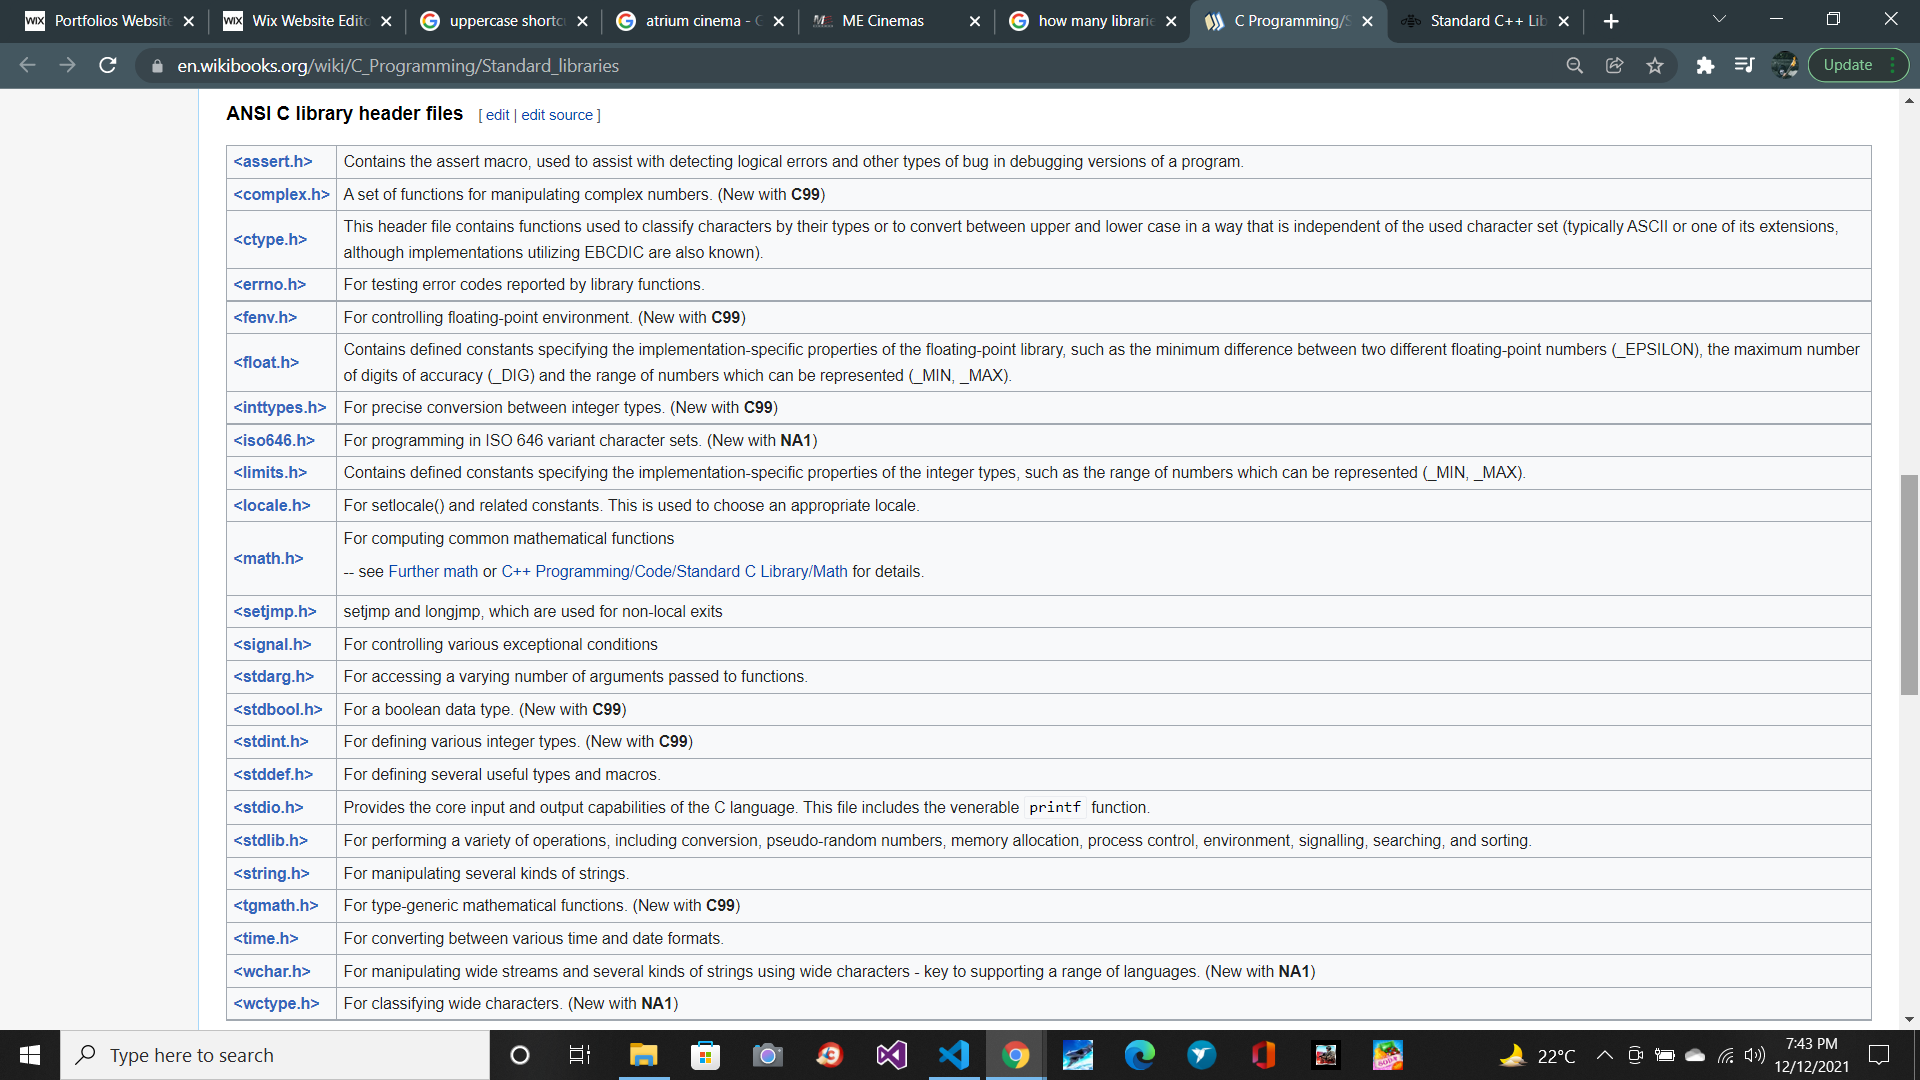 Portfolios Website
Wix Website Edito
uppercase shortcu
atrium cinema - G
ME Cinemas
how many librarie
C Programming/S
Standard C++ Lib
en.wikibooks.org/wiki/C_Programming/Standard_libraries
Update
ANSI C library header files [ edit | edit source ]
<assert.h> Contains the assert macro, used to assist with detecting logical errors and other types of bug in debugging versions of a program.
<complex.h> A set of functions for manipulating complex numbers. (New with C99)
<ctype.h> This header file contains functions used to classify characters by their types or to convert between upper and lower case in a way that is independent of the used character set (typically ASCII or one of its extensions,
although implementations utilizing EBCDIC are also known).
<errno.h> For testing error codes reported by library functions.
<fenv.h> For controlling floating-point environment. (New with C99)
<float.h> Contains defined constants specifying the implementation-specific properties of the floating-point library, such as the minimum difference between two different floating-point numbers (_EPSILON), the maximum number
of digits of accuracy (_DIG) and the range of numbers which can be represented (_MIN, _MAX).
<inttypes.h> For precise conversion between integer types. (New with C99)
<iso646.h> For programming in ISO 646 variant character sets. (New with NA1)
<limits.h> Contains defined constants specifying the implementation-specific properties of the integer types, such as the range of numbers which can be represented (_MIN, _MAX).
<locale.h> For setlocale() and related constants. This is used to choose an appropriate locale.
<math.h> For computing common mathematical functions
-- see Further math or C++ Programming/Code/Standard C Library/Math for details.
<setjmp.h> setjmp and longjmp, which are used for non-local exits
<signal.h> For controlling various exceptional conditions
<stdarg.h> For accessing a varying number of arguments passed to functions.
<stdbool.h> For a boolean data type. (New with C99)
<stdint.h> For defining various integer types. (New with C99)
<stddef.h> For defining several useful types and macros.
<stdio.h> Provides the core input and output capabilities of the C language. This file includes the venerable printf function.
<stdlib.h> For performing a variety of operations, including conversion, pseudo-random numbers, memory allocation, process control, environment, signalling, searching, and sorting.
<string.h> For manipulating several kinds of strings.
<tgmath.h> For type-generic mathematical functions. (New with C99)
<time.h> For converting between various time and date formats.
<wchar.h> For manipulating wide streams and several kinds of strings using wide characters - key to supporting a range of languages. (New with NA1)
<wctype.h> For classifying wide characters. (New with NA1)
Type here to search
22°C
7:43 PM
12/12/2021